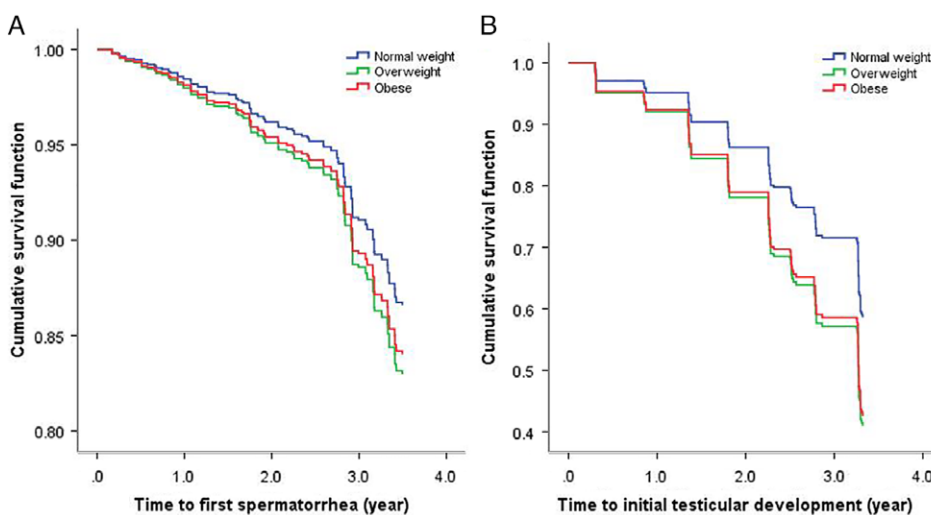 A
Normal weight
Overweight
Obese
1.00
0.95
0.90
0.85
0.80
Cumulative survival function
.0 1.0 2.0 3.0 4.0
Time to first spermatorrhea (year)
B
Normal weight
Overweight
Obese
1.0
0.9
0.8
0.7
0.6
0.5
0.4
Cumulative survival function
.0 1.0 2.0 3.0 4.0
Time to initial testicular development (year)